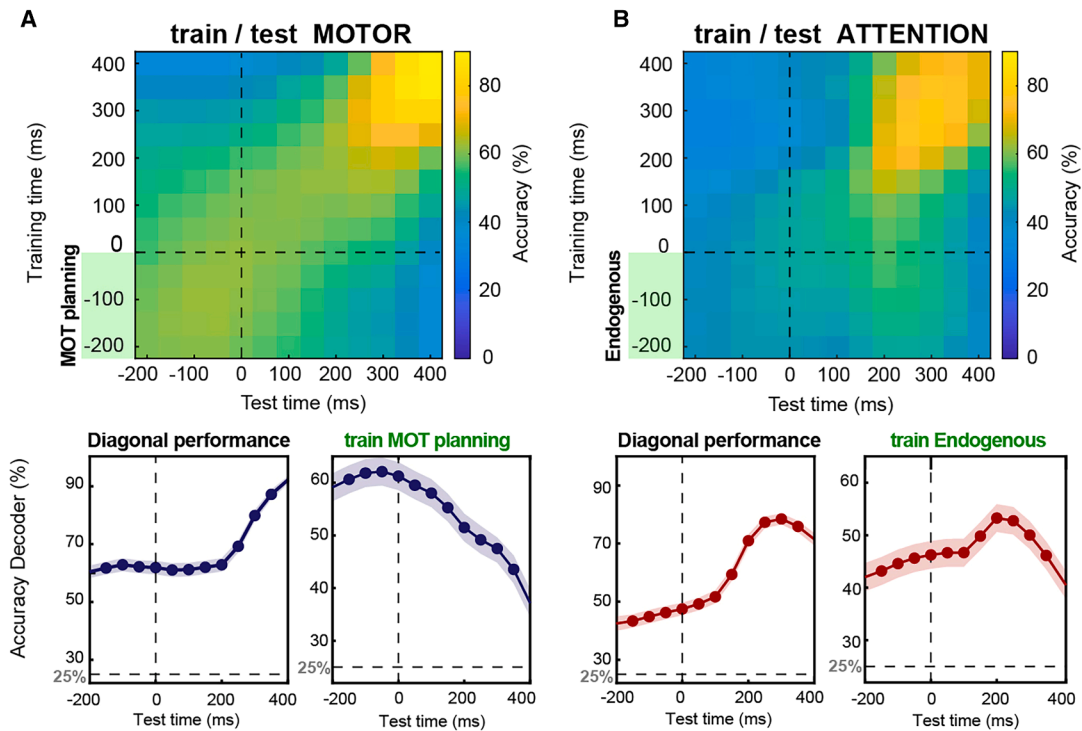 A
train / test MOTOR
400
300
200
100
0
-100
-200
Training time (ms)
MOT planning
-200 -100 0 100 200 300 400
Test time (ms)
80
60
40
20
0
Accuracy (%)
B
train / test ATTENTION
400
300
200
100
0
-100
-200
Training time (ms)
Endogenous
-200 -100 0 100 200 300 400
Test time (ms)
80
60
40
20
0
Accuracy (%)
Accuracy Decoder (%)
Diagonal performance
90
70
50
30
25%
-200 0 200 400
Test time (ms)
train MOT planning
60
50
40
30
25%
-200 0 200 400
Test time (ms)
Diagonal performance
90
70
50
30
25%
-200 0 200 400
Test time (ms)
train Endogenous
60
50
40
30
25%
-200 0 200 400
Test time (ms)